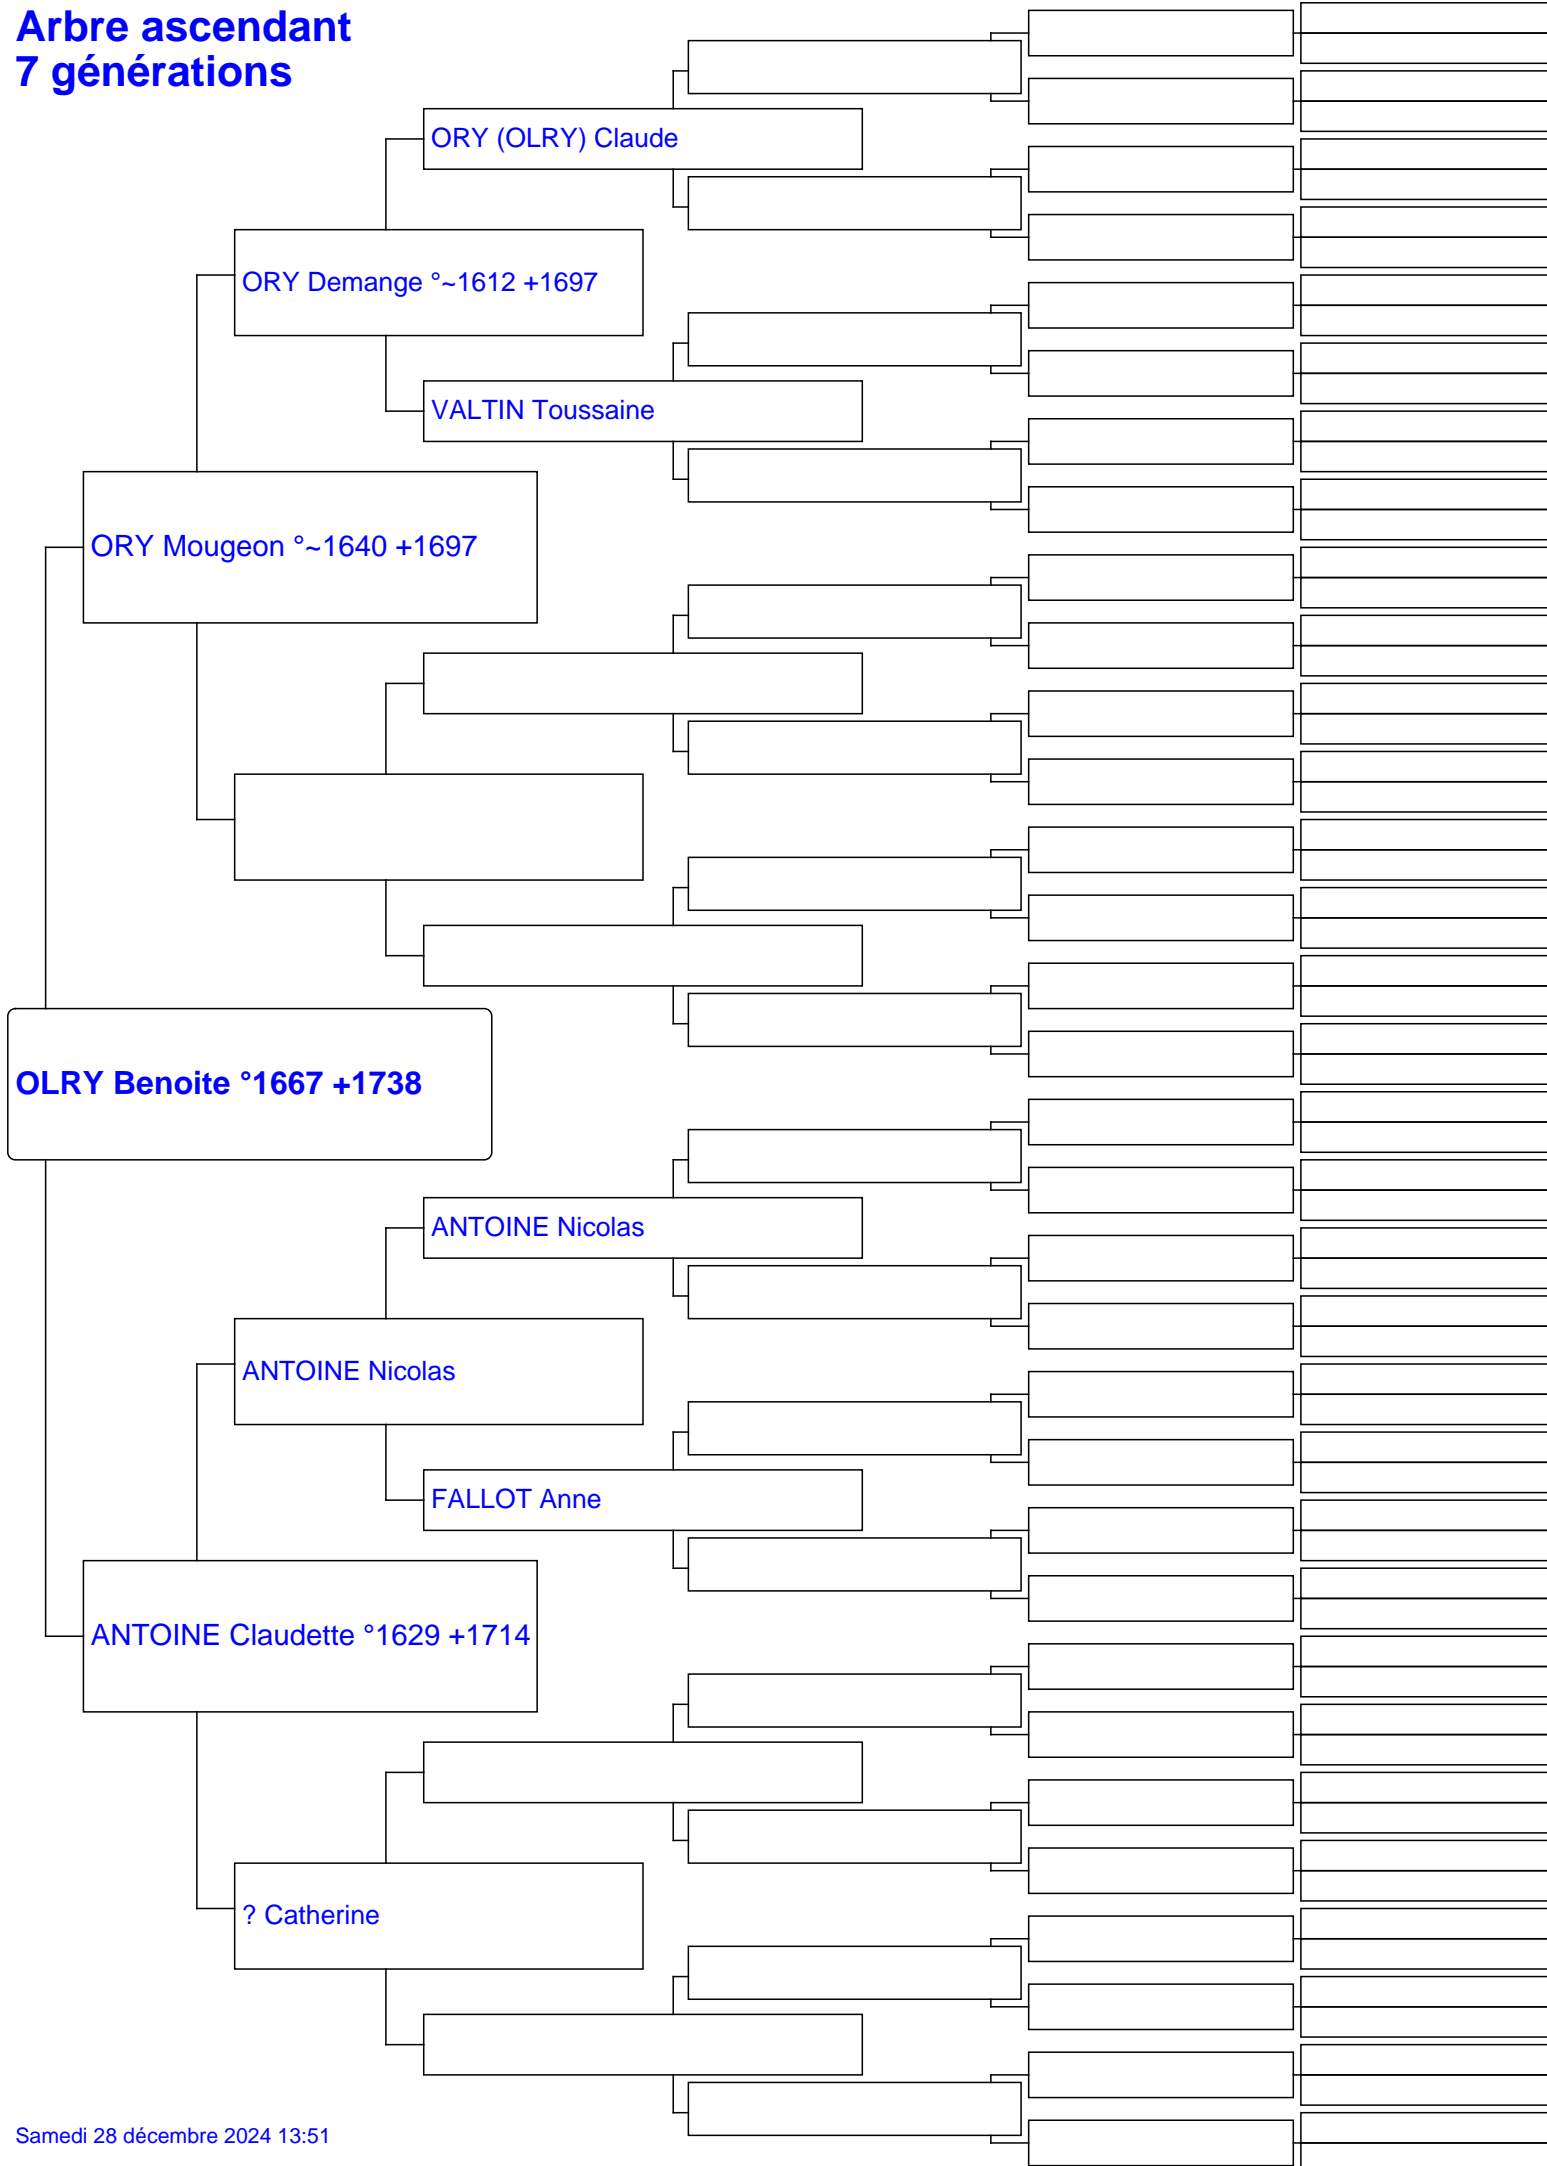 Arbre ascendant
7 générations
ORY (OLRY) Claude
ORY Demange °~1612 +1697
VALTIN Toussaine
ORY Mougeon °~1640 +1697
OLRY Benoite °1667 +1738
ANTOINE Nicolas
ANTOINE Nicolas
FALLOT Anne
ANTOINE Claudette °1629 +1714
? Catherine
Samedi 28 décembre 2024 13:51